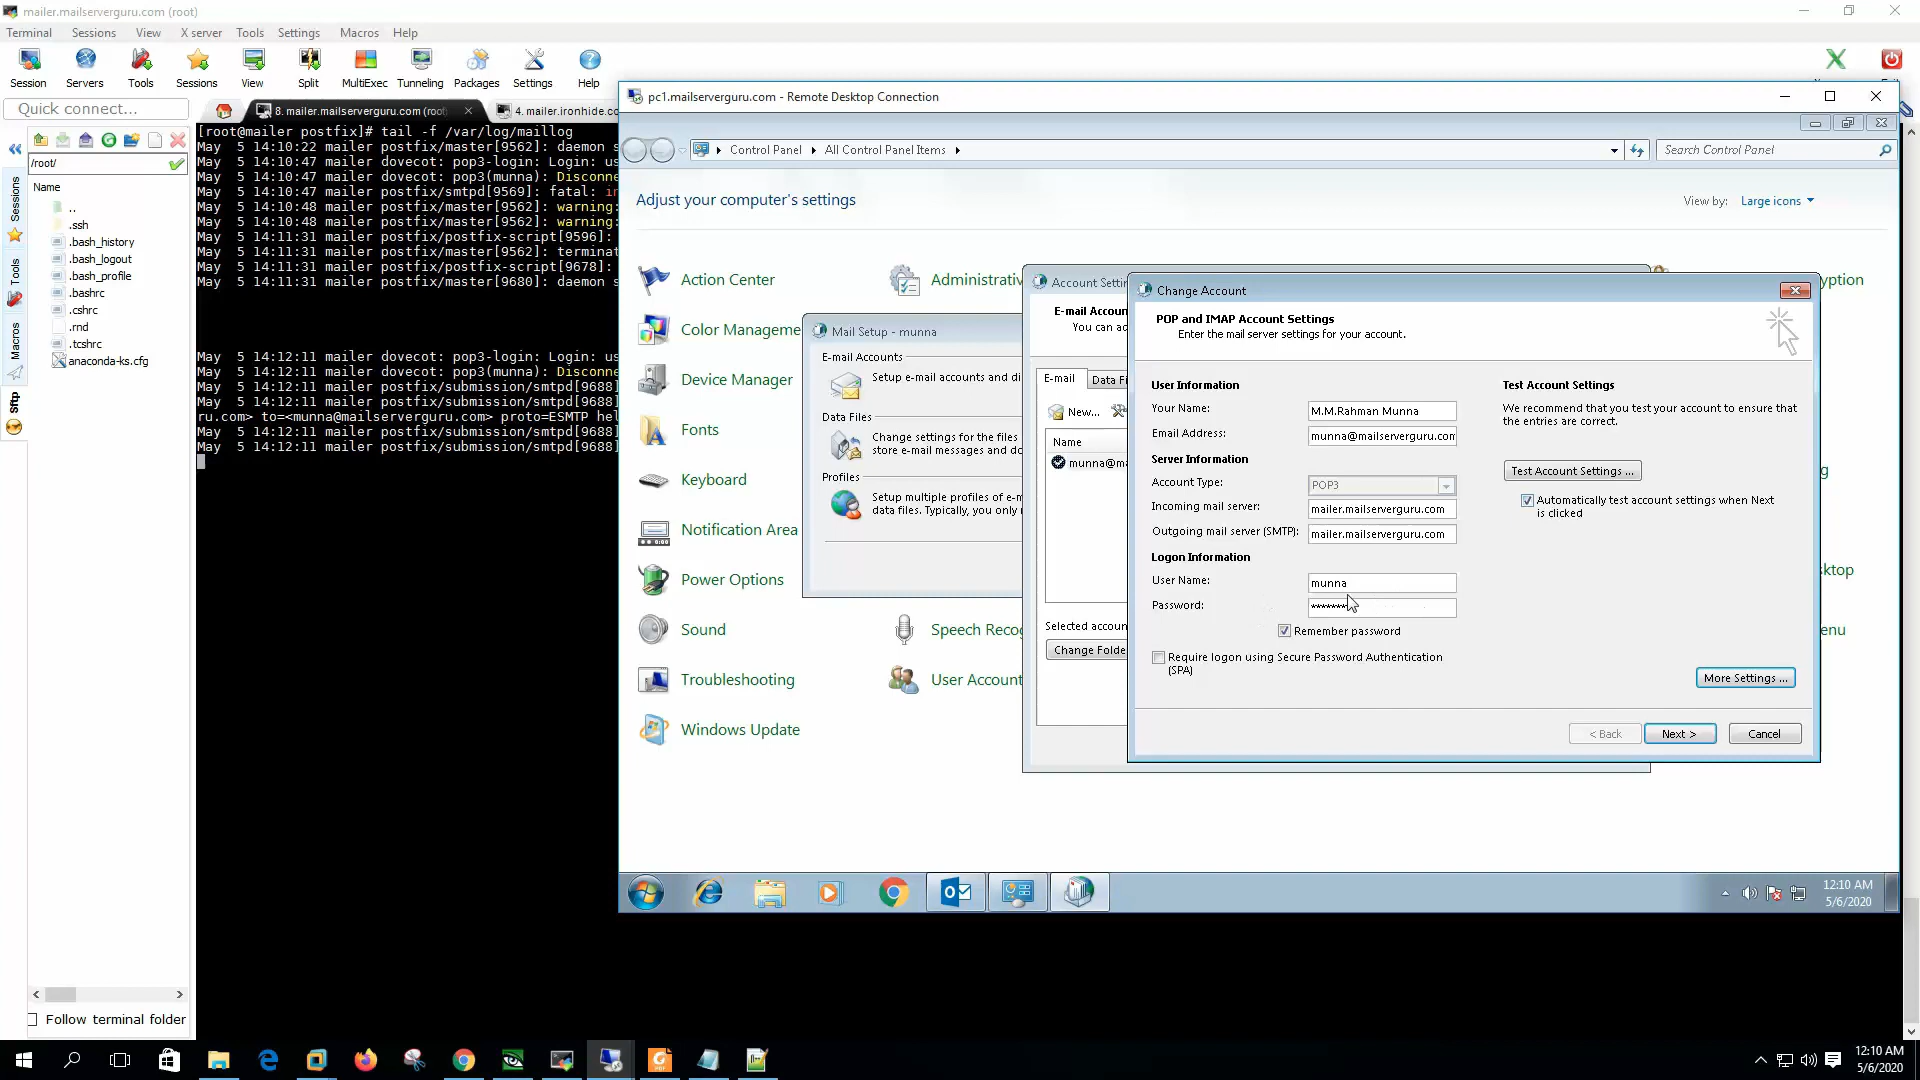 mailer.mailserverguru.com (root)
Terminal Sessions View X server Tools Settings Macros Help
Session Servers Tools Sessions View Split MultiExec Tunneling Packages Settings Help
Quick connect...
8. mailer.mailserverguru.com (roo
4. mailer.ironhide.co
/root/
Name
..
.ssh
.bash_history
.bash_logout
.bash_profile
.bashrc
.cshrc
.rnd
.tcshrc
anaconda-ks.cfg
Sessions
Tools
Macros
Sftp
Follow terminal folder
[root@mailer postfix]# tail -f /var/log/maillog
May 5 14:10:22 mailer postfix/master[9562]: daemon s
May 5 14:10:47 mailer dovecot: pop3-login: Login: us
May 5 14:10:47 mailer dovecot: pop3(munna): Disconne
May 5 14:10:47 mailer postfix/smtpd[9569]: fatal: in
May 5 14:10:48 mailer postfix/master[9562]: warning:
May 5 14:10:48 mailer postfix/master[9562]: warning:
May 5 14:11:31 mailer postfix/postfix-script[9596]:
May 5 14:11:31 mailer postfix/master[9562]: terminat
May 5 14:11:31 mailer postfix/postfix-script[9678]:
May 5 14:11:31 mailer postfix/master[9680]: daemon s
May 5 14:12:11 mailer dovecot: pop3-login: Login: us
May 5 14:12:11 mailer dovecot: pop3(munna): Disconne
May 5 14:12:11 mailer postfix/submission/smtpd[9688]
May 5 14:12:11 mailer postfix/submission/smtpd[9688]
ru.com> to=<munna@mailserverguru.com> proto=ESMTP hel
May 5 14:12:11 mailer postfix/submission/smtpd[9688]
May 5 14:12:11 mailer postfix/submission/smtpd[9688]
pc1.mailserverguru.com - Remote Desktop Connection
Control Panel All Control Panel Items
Search Control Panel
Adjust your computer's settings
View by: Large icons
Action Center
Administrativ
yption
Color Manageme
Device Manager
Fonts
Keyboard
Notification Area
Power Options
ktop
Sound
Speech Recog
enu
Troubleshooting
User Account
Windows Update
Mail Setup - munna
E-mail Accounts
Setup e-mail accounts and di
Data Files
Change settings for the files
store e-mail messages and do
Profiles
Setup multiple profiles of e-m
data files. Typically, you only
Account Settin
E-mail Accoun
You can ad
E-mail
Data Fi
New...
Name
munna@ma
Selected accoun
Change Folde
Change Account
POP and IMAP Account Settings
Enter the mail server settings for your account.
User Information
Your Name: M.M.Rahman Munna
Email Address: munna@mailserverguru.com
Server Information
Account Type: POP3
Incoming mail server: mailer.mailserverguru.com
Outgoing mail server (SMTP): mailer.mailserverguru.com
Logon Information
User Name: munna
Password: *******
Remember password
Require logon using Secure Password Authentication
(SPA)
Test Account Settings
We recommend that you test your account to ensure that
the entries are correct.
Test Account Settings ...
Automatically test account settings when Next
is clicked
More Settings ...
< Back Next > Cancel
12:10 AM
5/6/2020
12:10 AM
5/6/2020